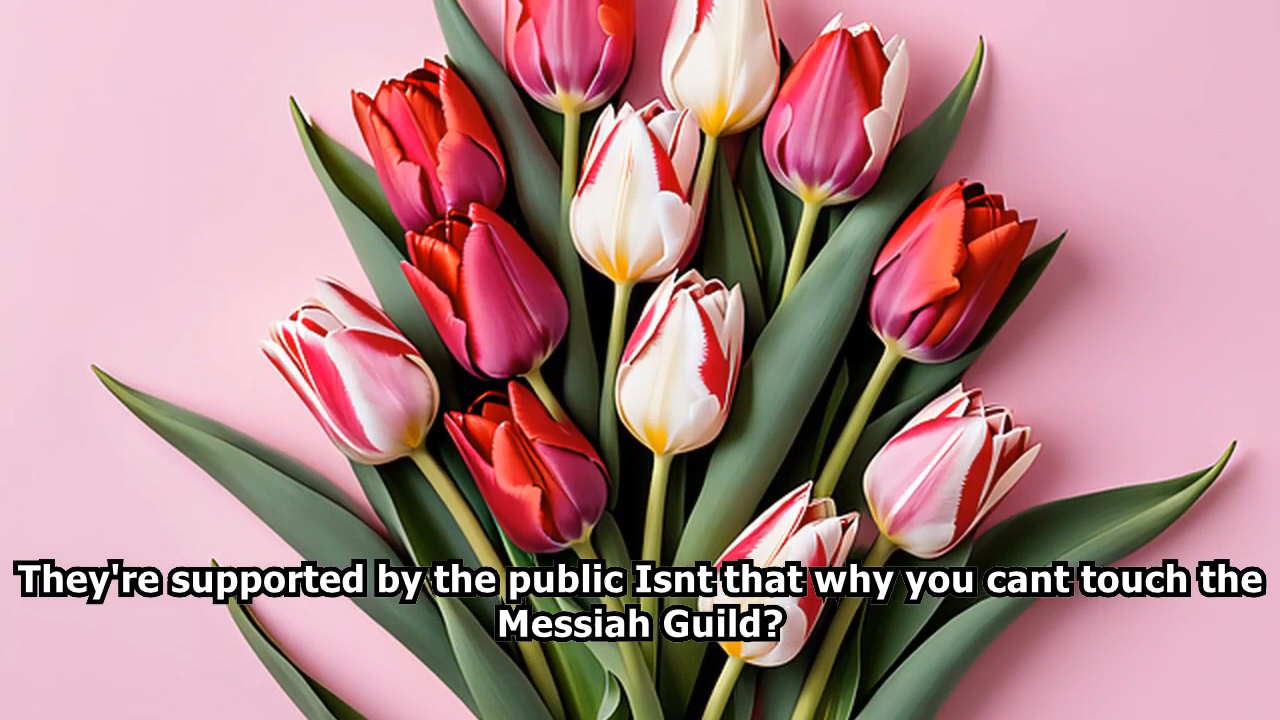 They're supported by the public Isnt that why you cant touch the
Messiah Guild?